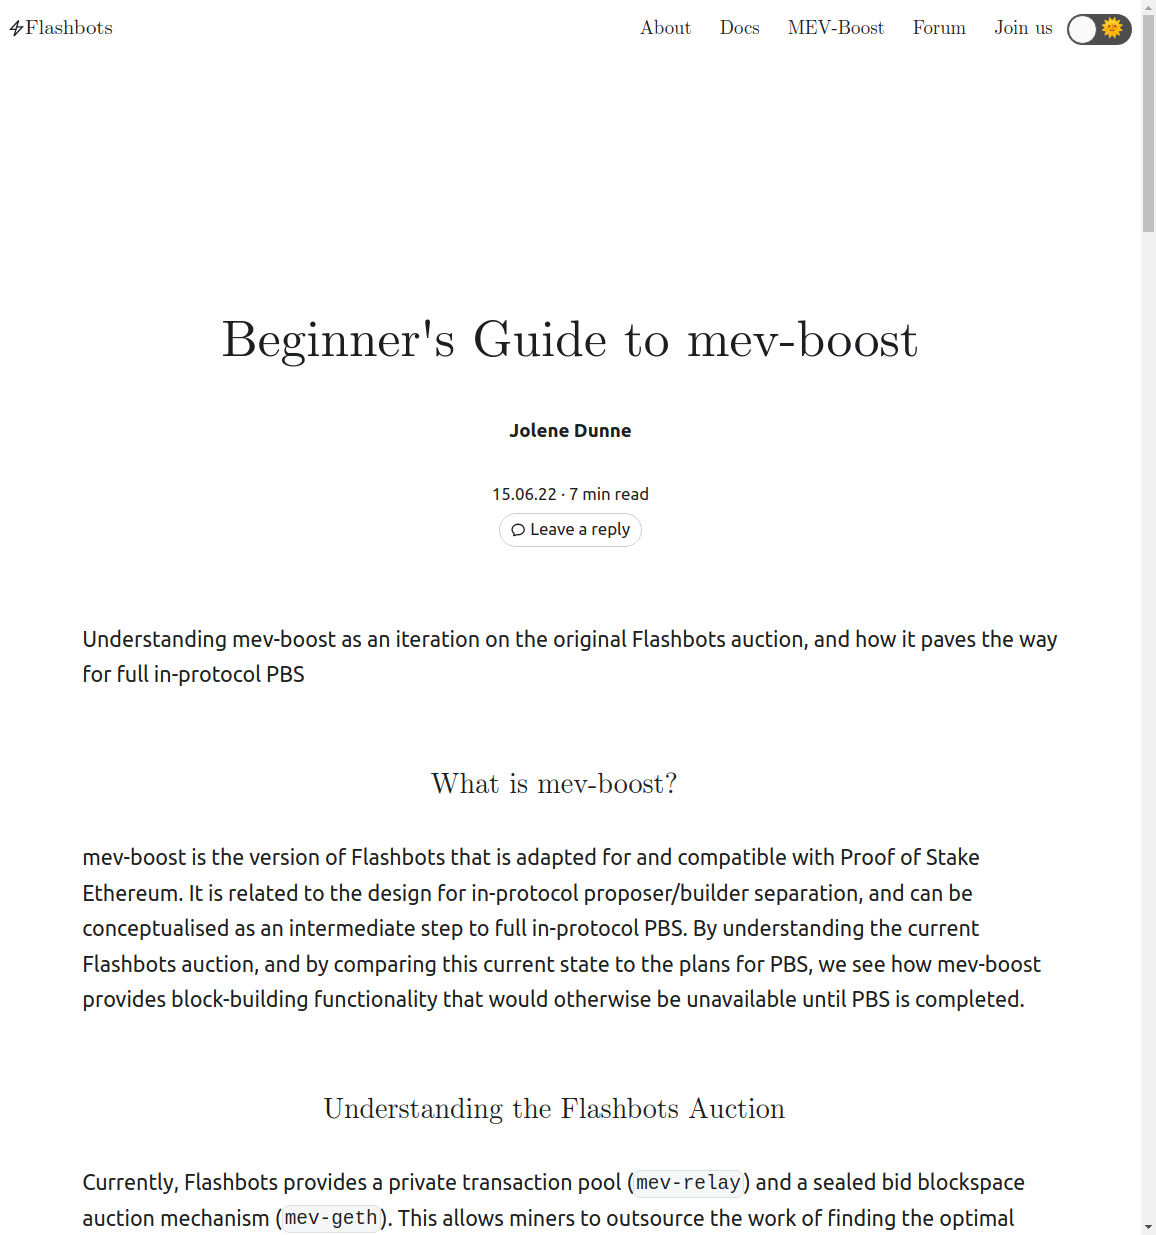 Flashbots
About Docs MEV-Boost Forum Join us
Beginner's Guide to mev-boost
Jolene Dunne
15.06.22 · 7 min read
Leave a reply
Understanding mev-boost as an iteration on the original Flashbots auction, and how it paves the way
for full in-protocol PBS
What is mev-boost?
mev-boost is the version of Flashbots that is adapted for and compatible with Proof of Stake
Ethereum. It is related to the design for in-protocol proposer/builder separation, and can be
conceptualised as an intermediate step to full in-protocol PBS. By understanding the current
Flashbots auction, and by comparing this current state to the plans for PBS, we see how mev-boost
provides block-building functionality that would otherwise be unavailable until PBS is completed.
Understanding the Flashbots Auction
Currently, Flashbots provides a private transaction pool (mev-relay) and a sealed bid blockspace
auction mechanism (mev-geth). This allows miners to outsource the work of finding the optimal